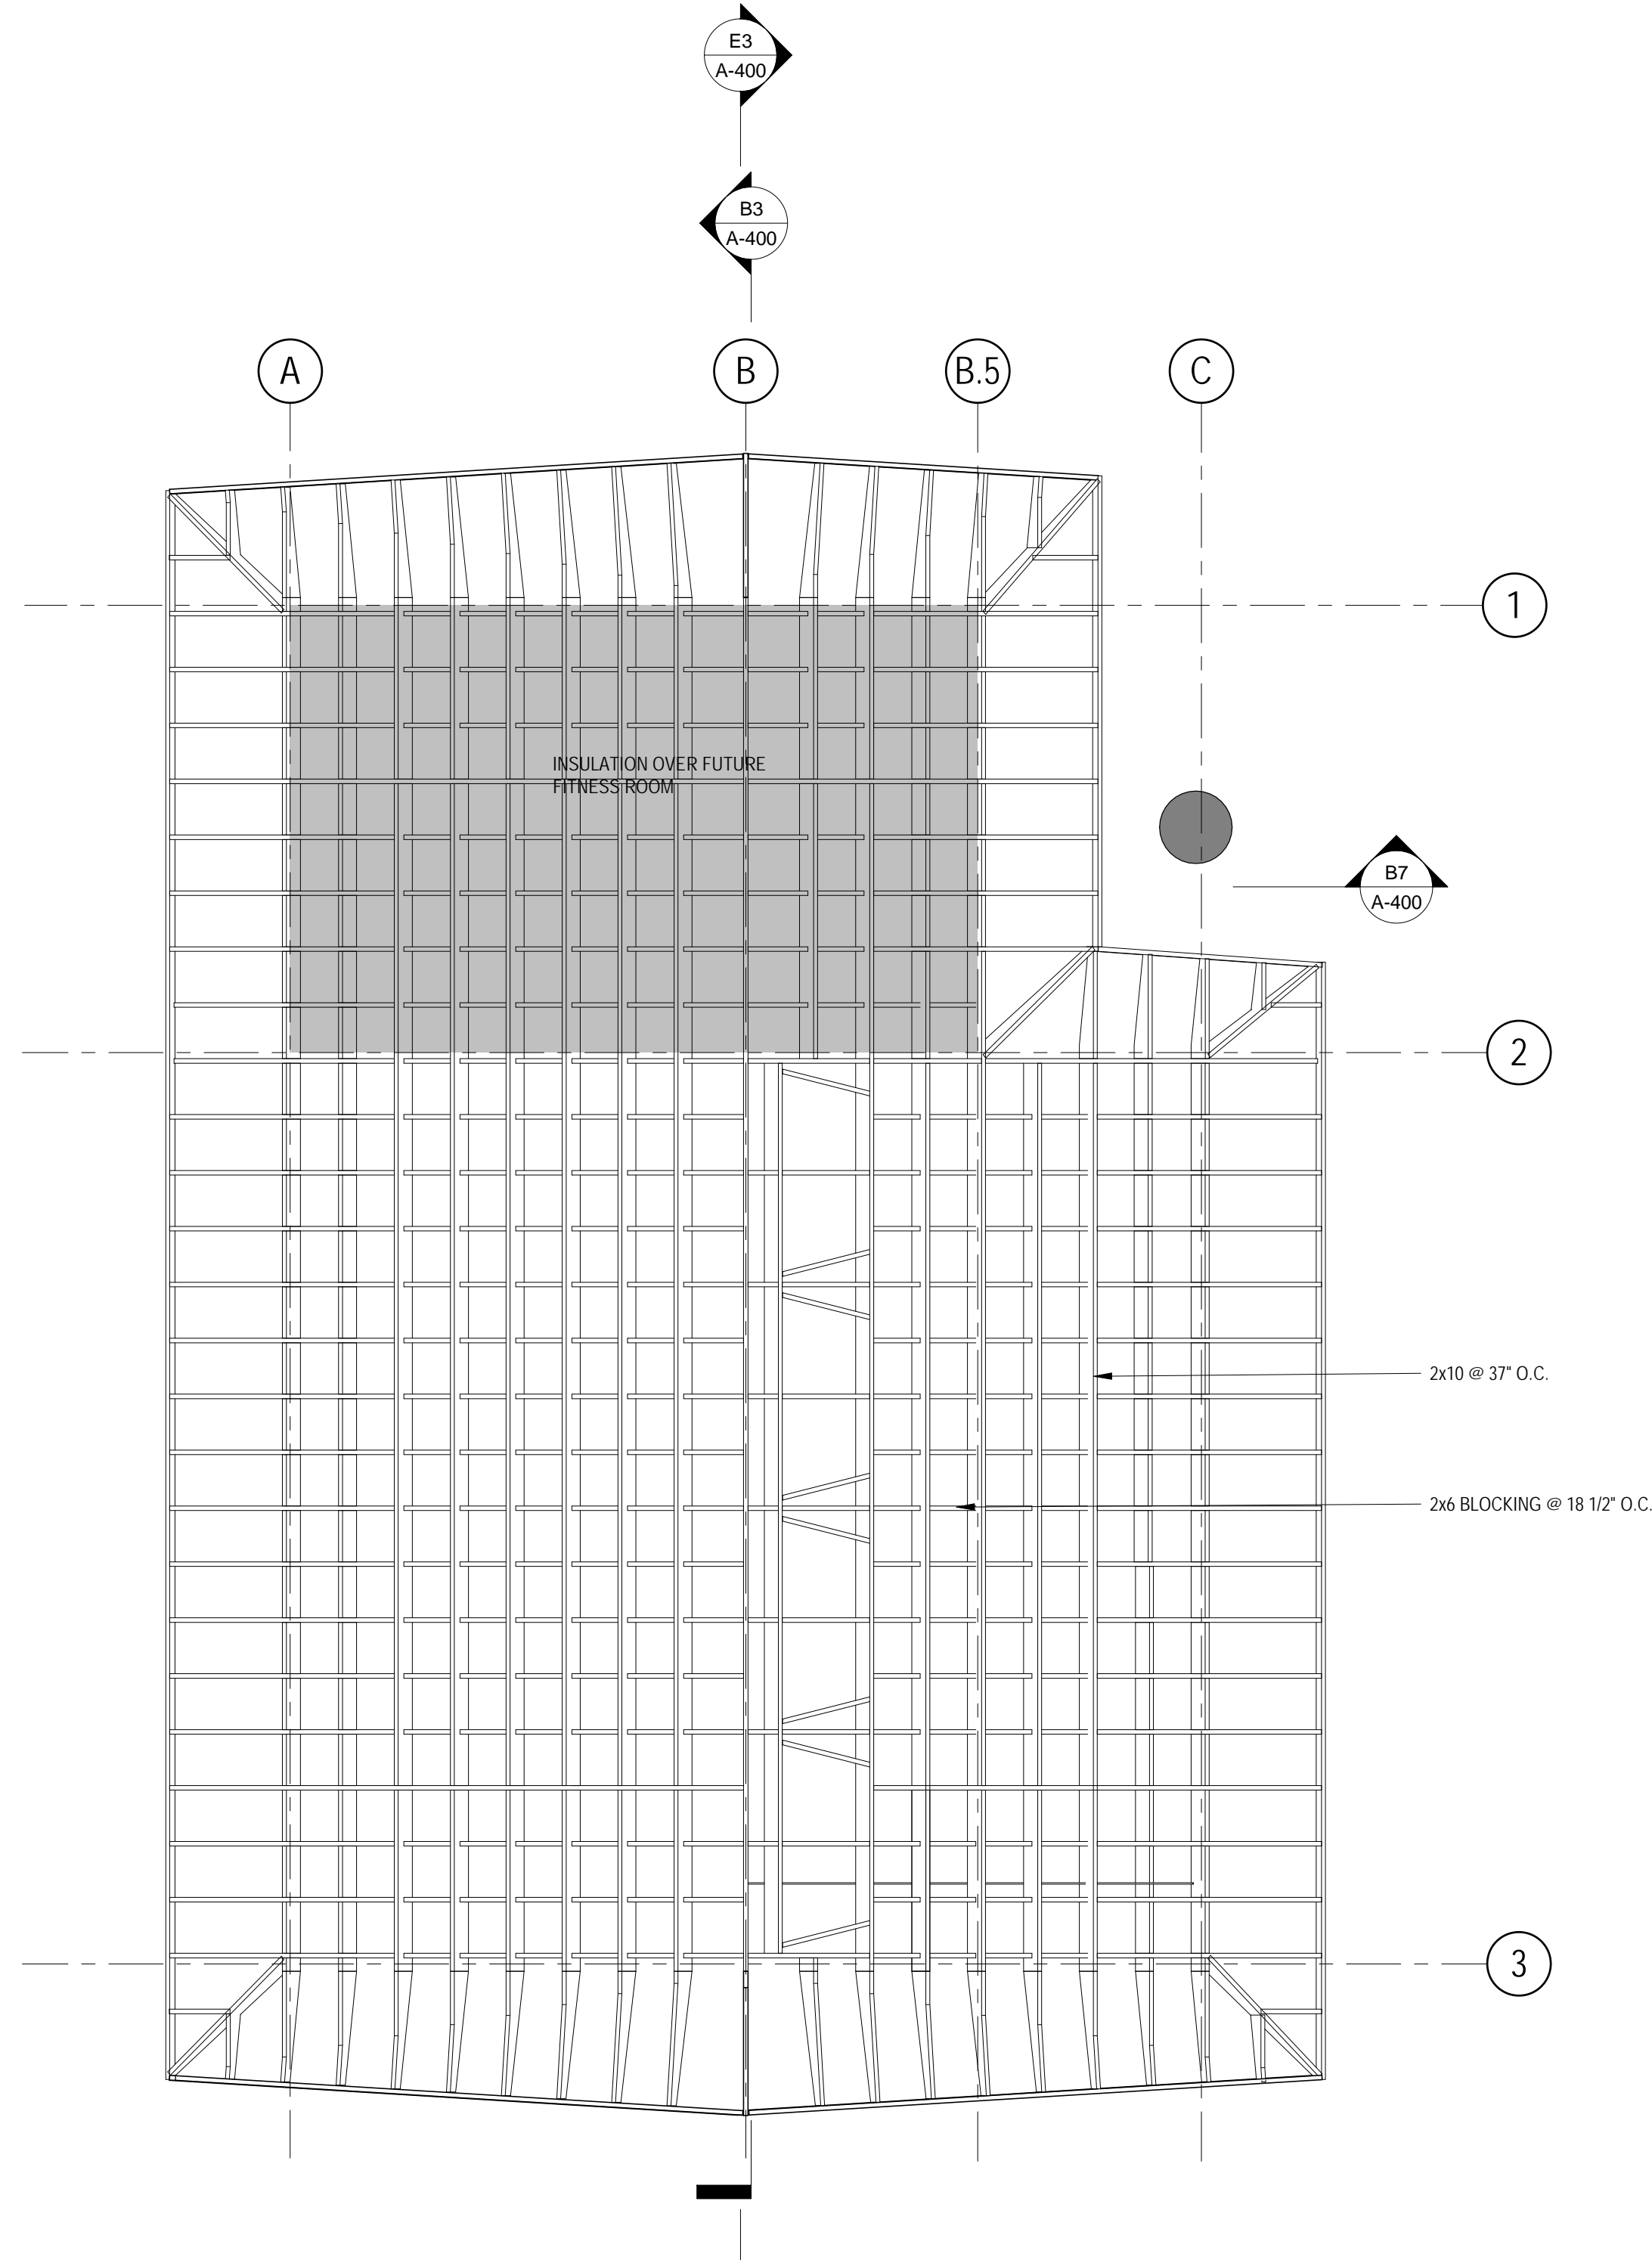 E3
A-400
B3
A-400
A
B
B.5
C
1
INSULATION OVER FUTURE
FITNESS ROOM
B7
A-400
2
2x10 @ 37" O.C.
2x6 BLOCKING @ 18 1/2" O.C.
3